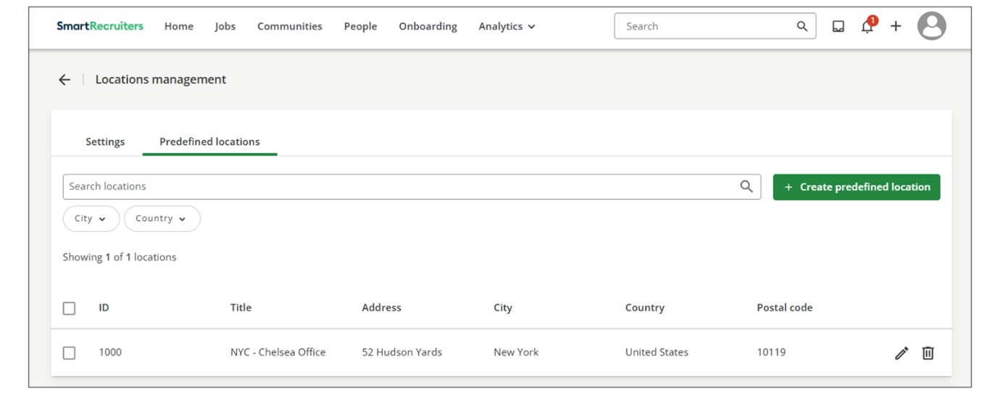 SmartRecruiters Home Jobs Communities People Onboarding Analytics Search 1
Locations management
Settings Predefined locations
Search locations + Create predefined location
City Country
Showing 1 of 1 locations
ID Title Address City Country Postal code
1000 NYC - Chelsea Office 52 Hudson Yards New York United States 10119